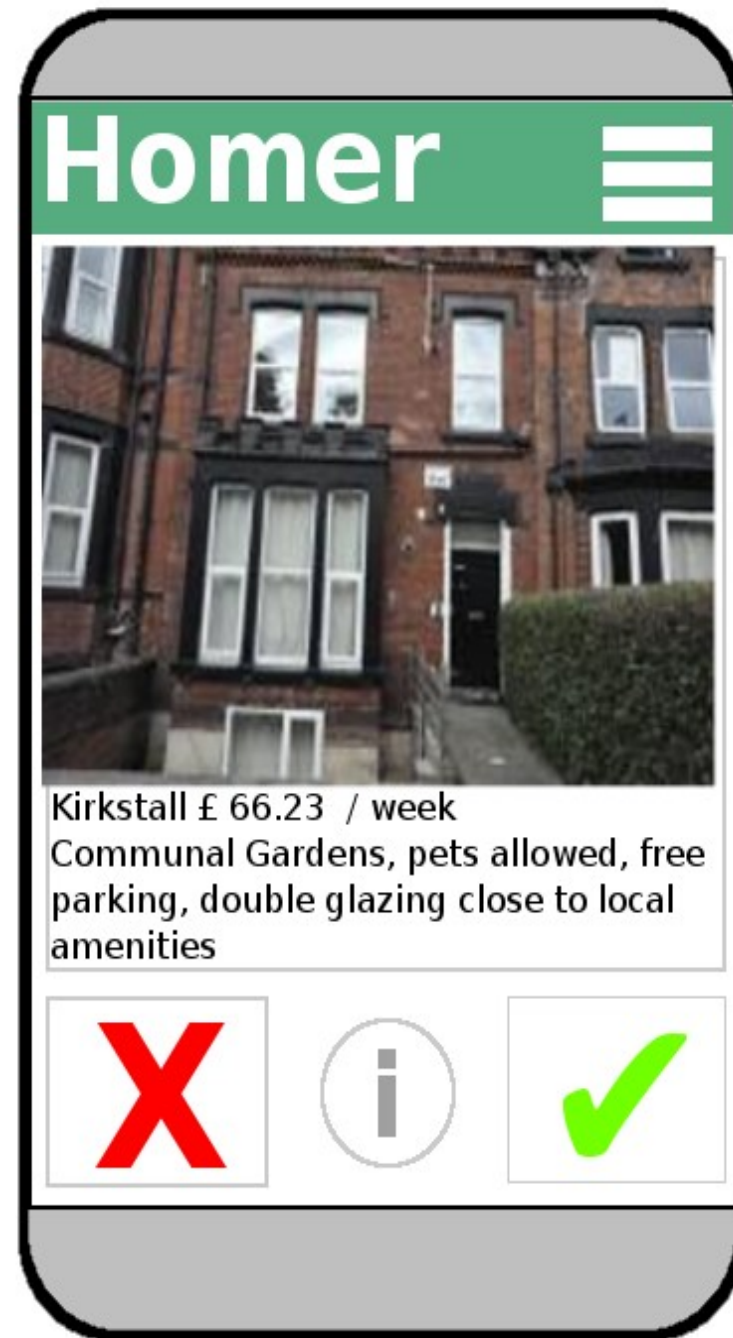 Homer
Kirkstall £ 66.23 / week
Communal Gardens, pets allowed, free
parking, double glazing close to local
amenities
X
i
✓